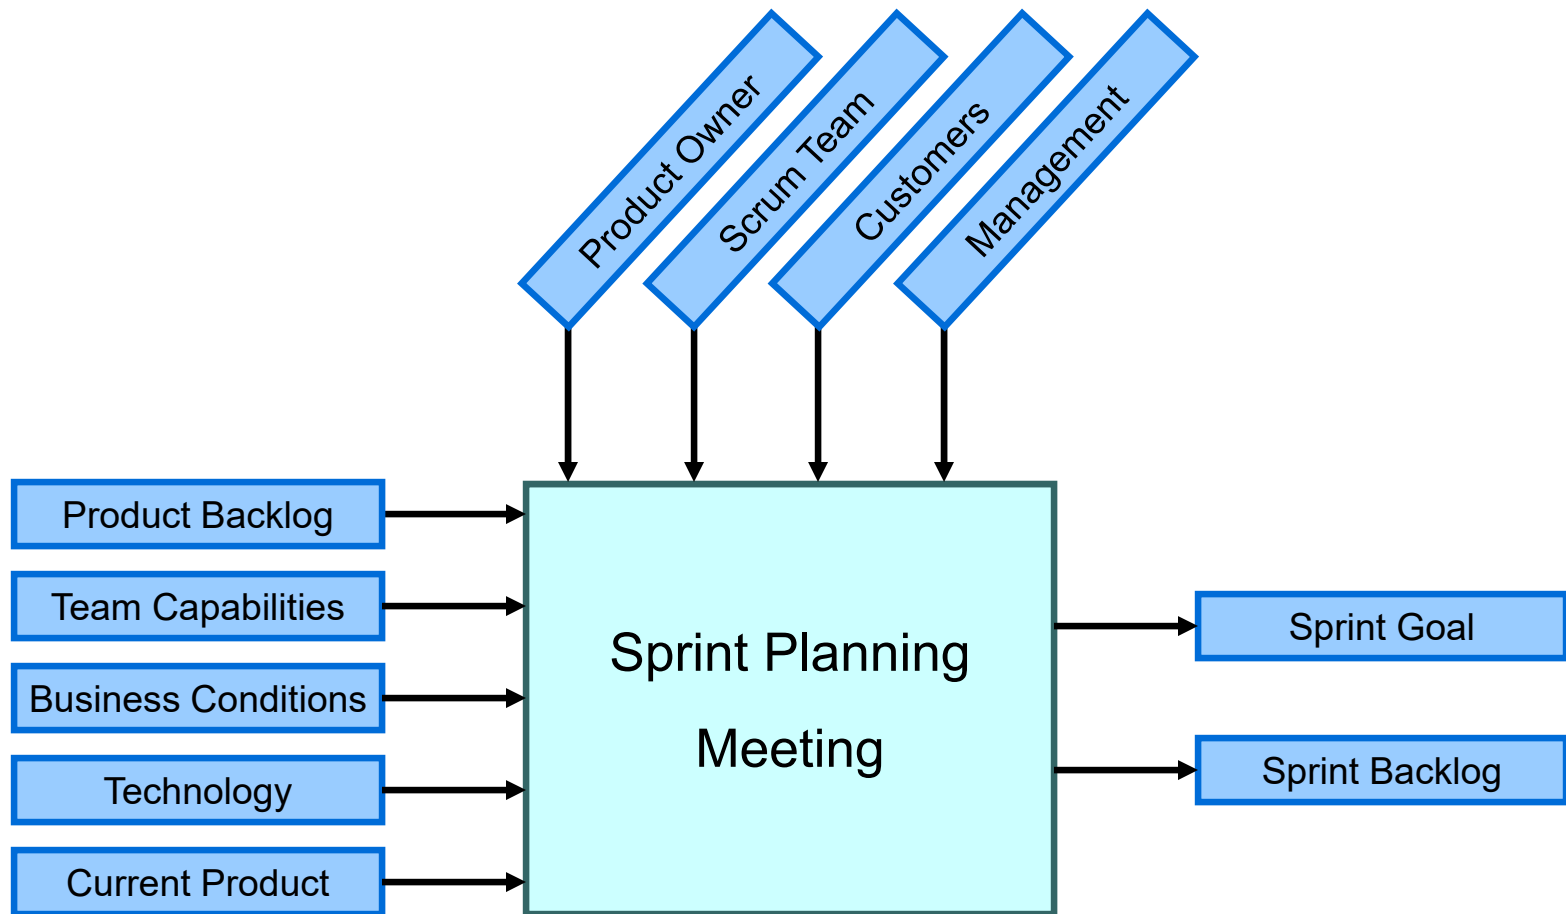 Product Owner
Scrum Team
Customers
Management
Product Backlog
Team Capabilities
Business Conditions
Technology
Current Product
Sprint Planning
Meeting
Sprint Goal
Sprint Backlog